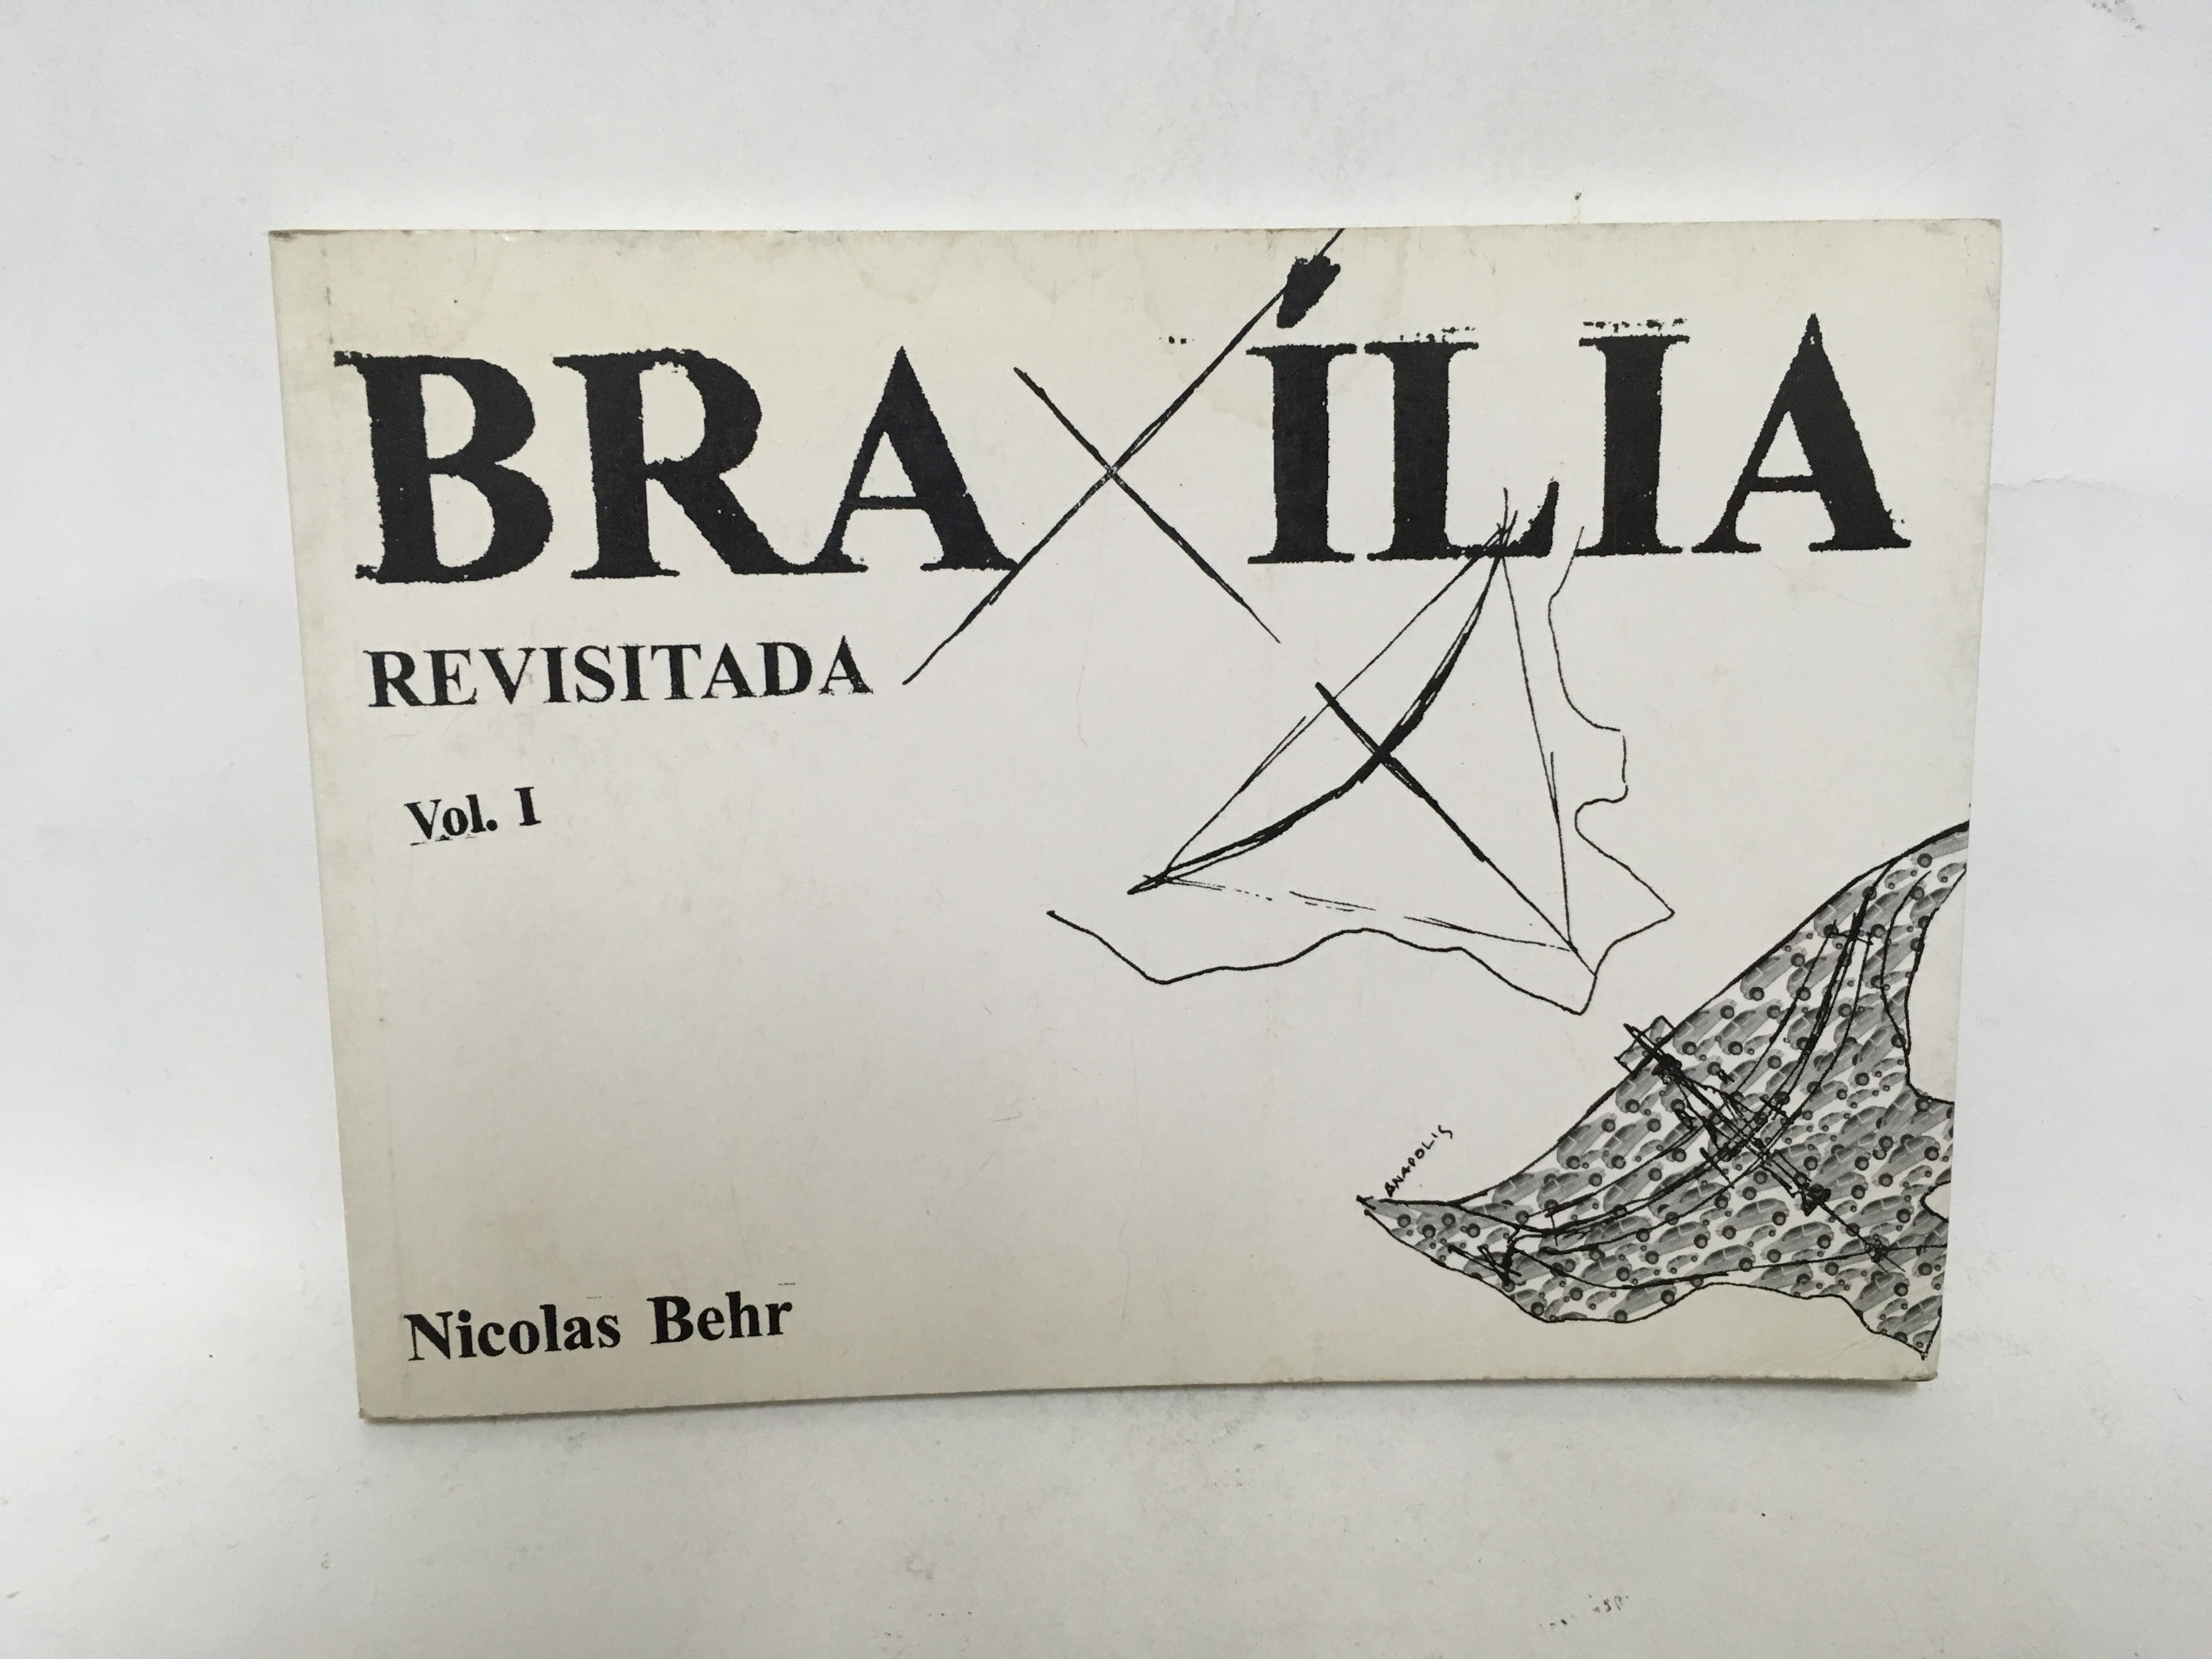 BRAXÍLIA
REVISITADA
Vol. I
ANAPOLIS
Nicolas Behr